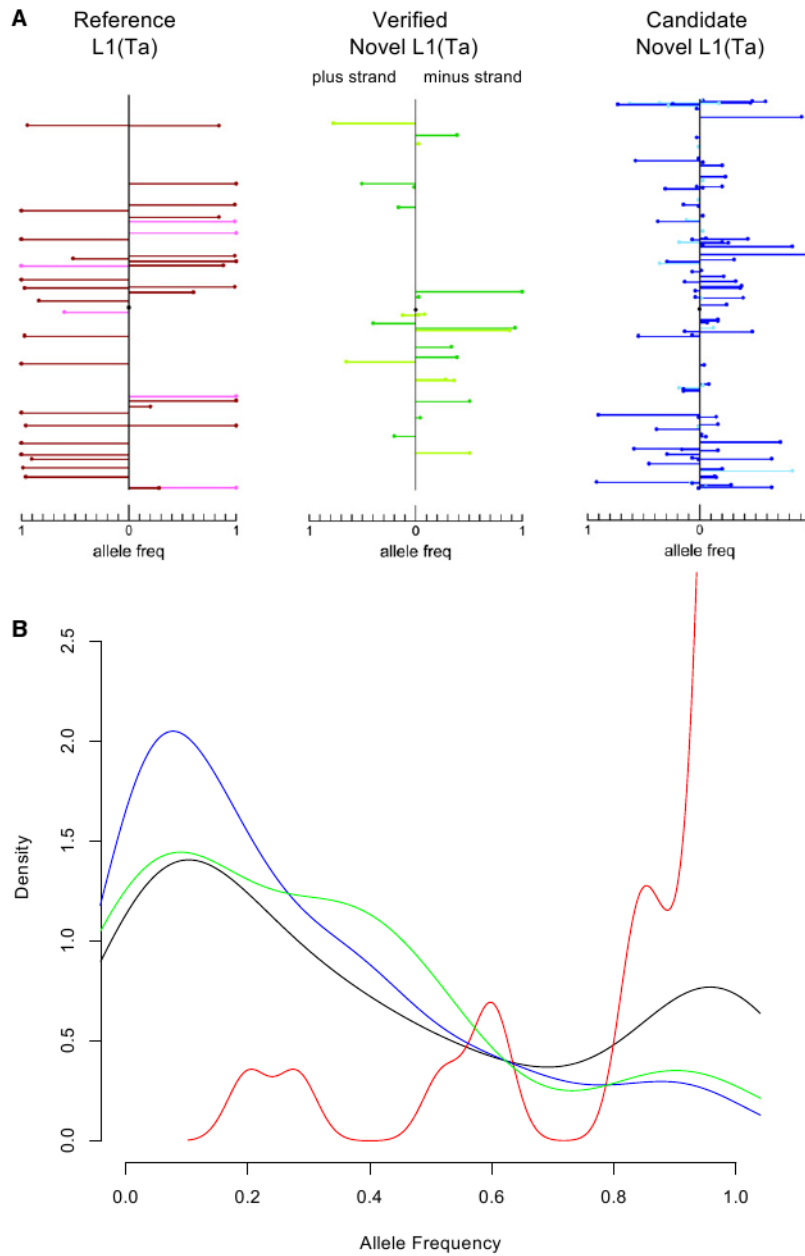 A
Reference
L1(Ta)
Verified
Novel L1(Ta)
plus strand minus strand
Candidate
Novel L1(Ta)
1 0 1
allele freq
1 0 1
allele freq
1 0
allele freq
B
2.5
2.0
1.5
1.0
0.5
0.0
Density
0.0 0.2 0.4 0.6 0.8 1.0
Allele Frequency